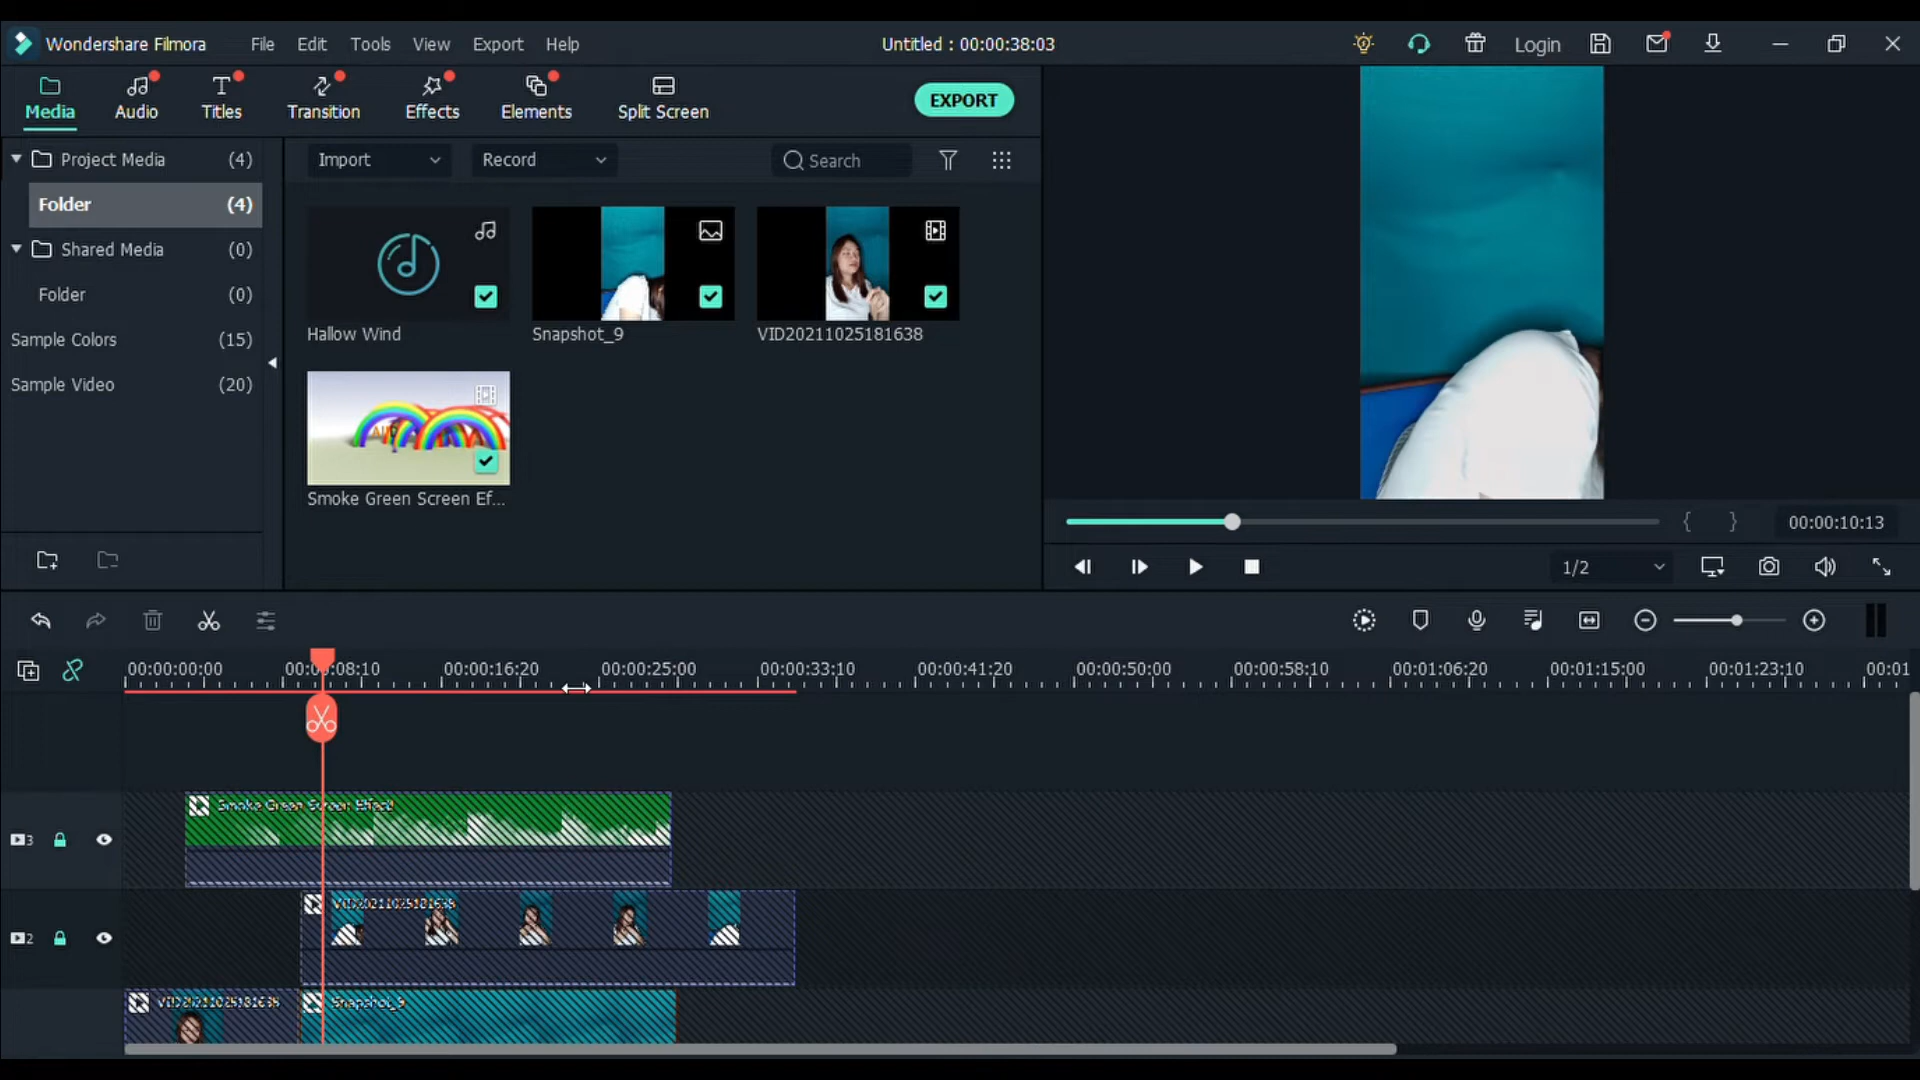 Wondershare Filmora File Edit Tools View Export Help Untitled : 00:00:38:03 Login
Media Audio Titles Transition Effects Elements Split Screen EXPORT
Project Media (4) Import Record Search
Folder (4)
Shared Media (0)
Folder (0)
Hallow Wind Snapshot_9 VID20211025181638
Sample Colors (15)
Sample Video (20)
Smoke Green Screen Ef...
{ } 00:00:10:13
1/2
00:00:00:00 00:00:08:10 00:00:16:20 00:00:25:00 00:00:33:10 00:00:41:20 00:00:50:00 00:00:58:10 00:01:06:20 00:01:15:00 00:01:23:10 00:01
Smoke Green Screen Effect
3
VID20211025181638
2
VID20211025181638 Snapshot_9